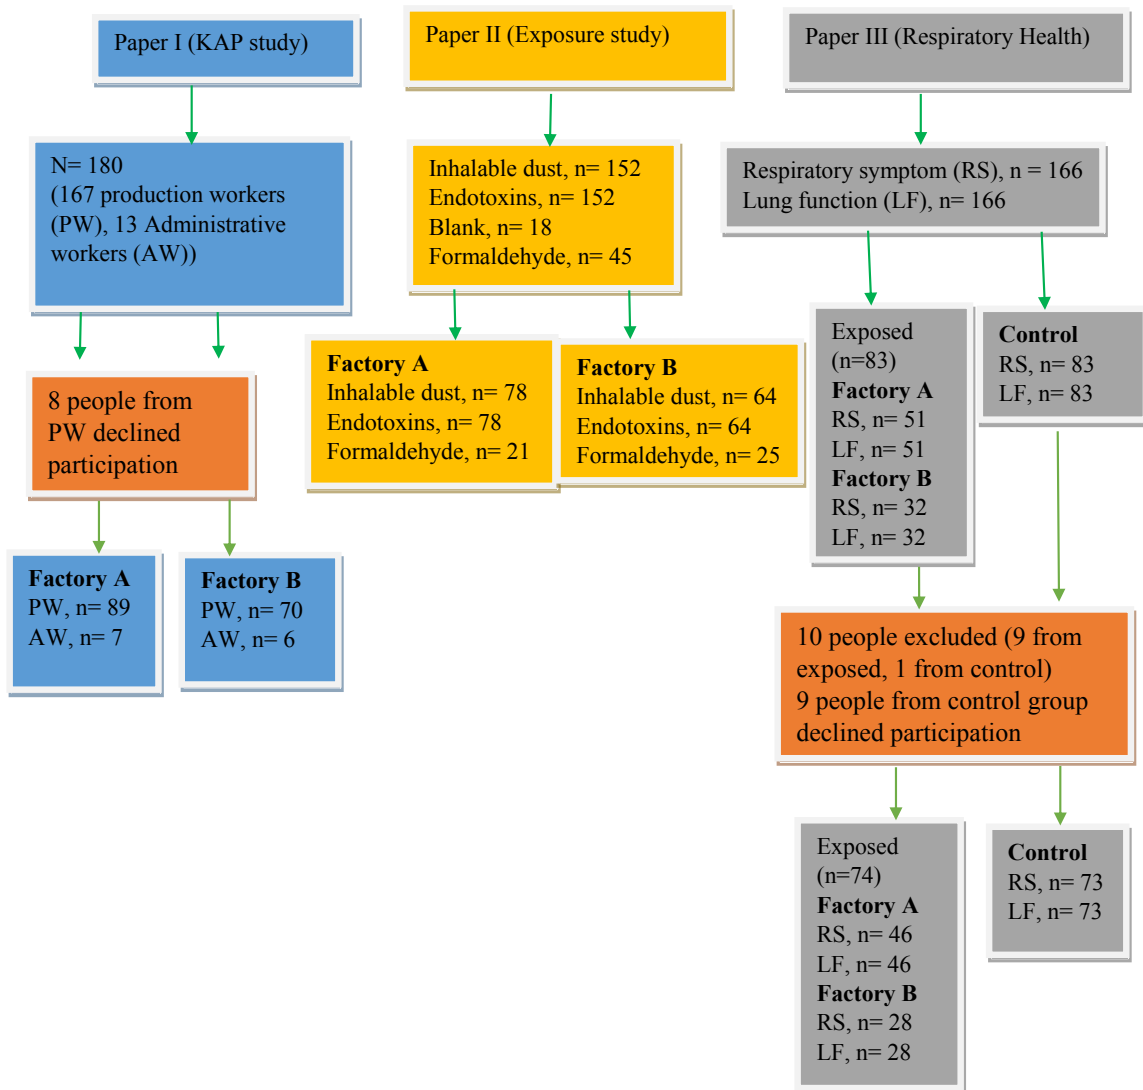 Paper I (KAP study)
N= 180
(167 production workers
(PW), 13 Administrative
workers (AW))
8 people from
PW declined
participation
Factory A
PW, n= 89
AW, n= 7
Factory B
PW, n= 70
AW, n= 6
Paper II (Exposure study)
Inhalable dust, n= 152
Endotoxins, n= 152
Blank, n= 18
Formaldehyde, n= 45
Factory A
Inhalable dust, n= 78
Endotoxins, n= 78
Formaldehyde, n= 21
Factory B
Inhalable dust, n= 64
Endotoxins, n= 64
Formaldehyde, n= 25
Paper III (Respiratory Health)
Respiratory symptom (RS), n = 166
Lung function (LF), n= 166
Exposed
(n=83)
Factory A
RS, n= 51
LF, n= 51
Factory B
RS, n= 32
LF, n= 32
Control
RS, n= 83
LF, n= 83
10 people excluded (9 from
exposed, 1 from control)
9 people from control group
declined participation
Exposed
(n=74)
Factory A
RS, n= 46
LF, n= 46
Factory B
RS, n= 28
LF, n= 28
Control
RS, n= 73
LF, n= 73